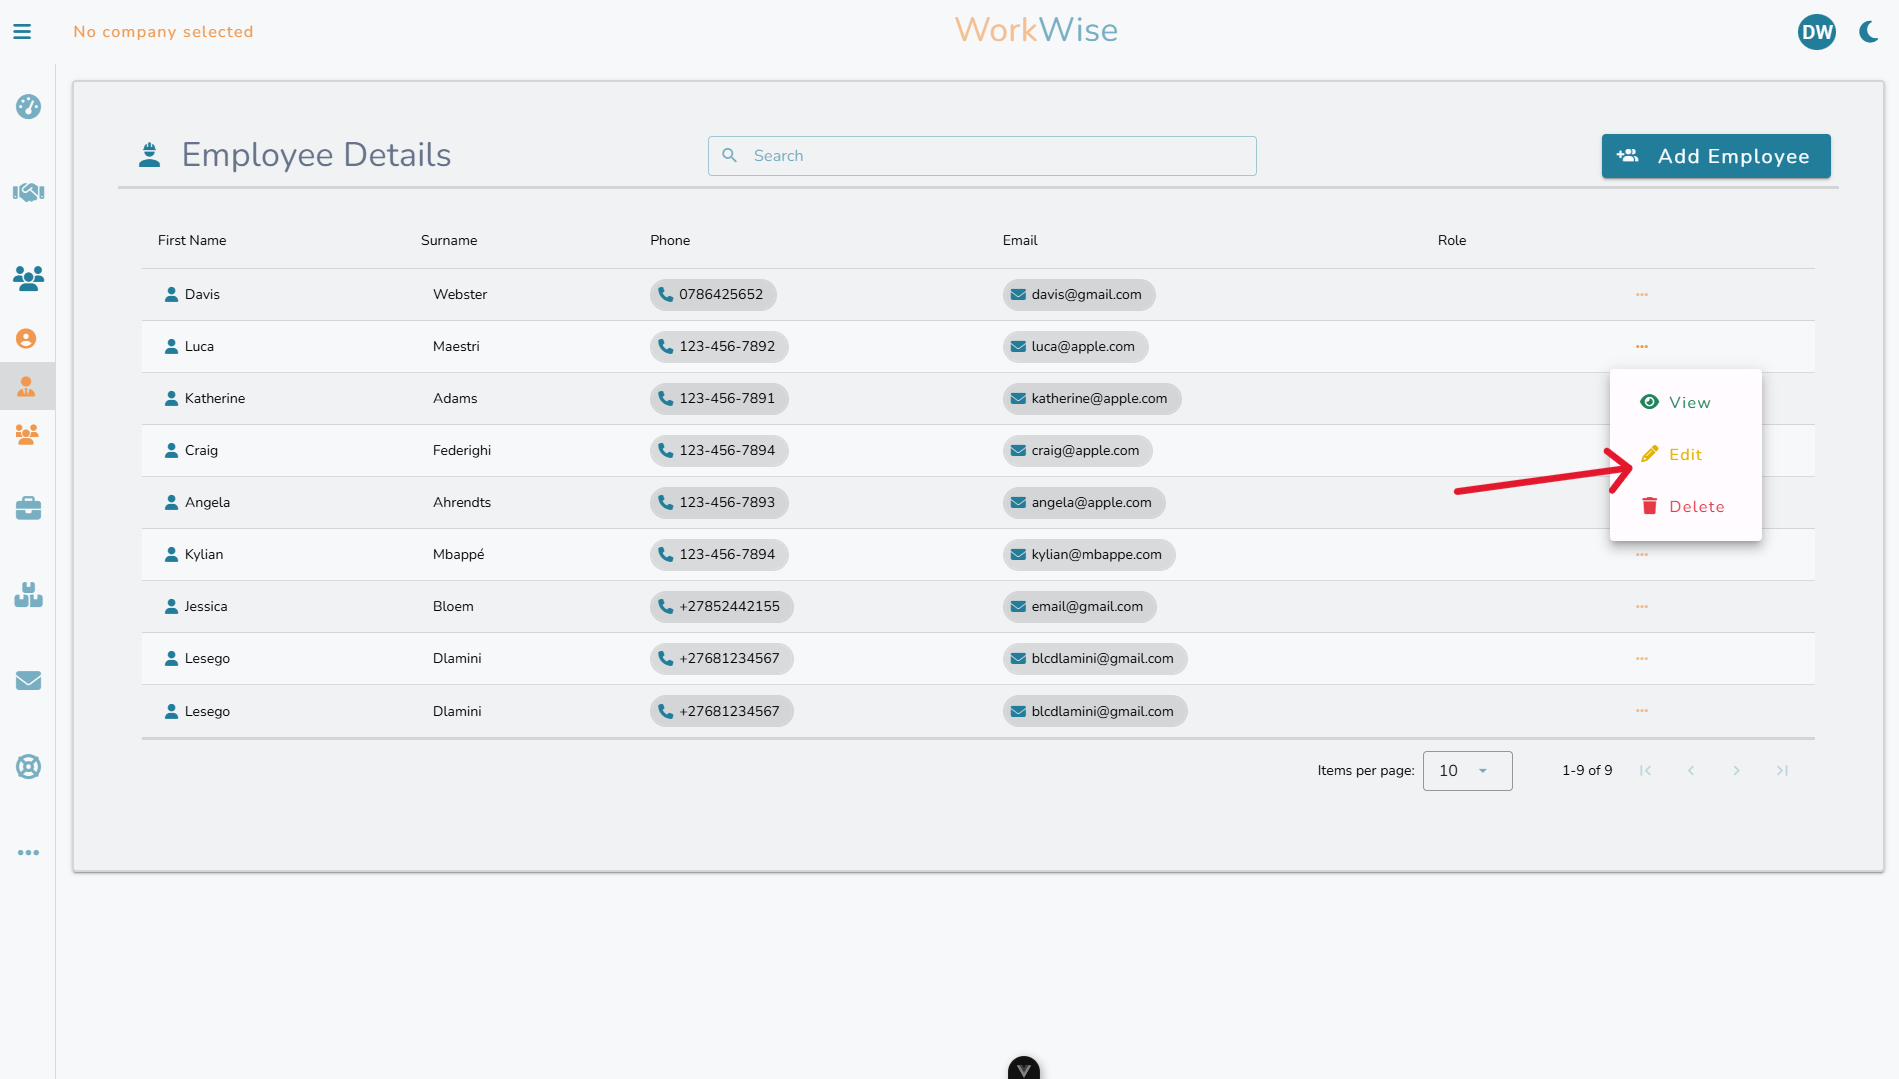 No company selected
WorkWise
DW
Employee Details
Search
Add Employee
First Name Surname Phone Email Role
Davis Webster 0786425652 davis@gmail.com
Luca Maestri 123-456-7892 luca@apple.com
Katherine Adams 123-456-7891 katherine@apple.com
View
Craig Federighi 123-456-7894 craig@apple.com
Edit
Angela Ahrendts 123-456-7893 angela@apple.com
Delete
Kylian Mbappé 123-456-7894 kylian@mbappe.com
Jessica Bloem +27852442155 email@gmail.com
Lesego Dlamini +27681234567 blcdlamini@gmail.com
Lesego Dlamini +27681234567 blcdlamini@gmail.com
Items per page: 10 1-9 of 9